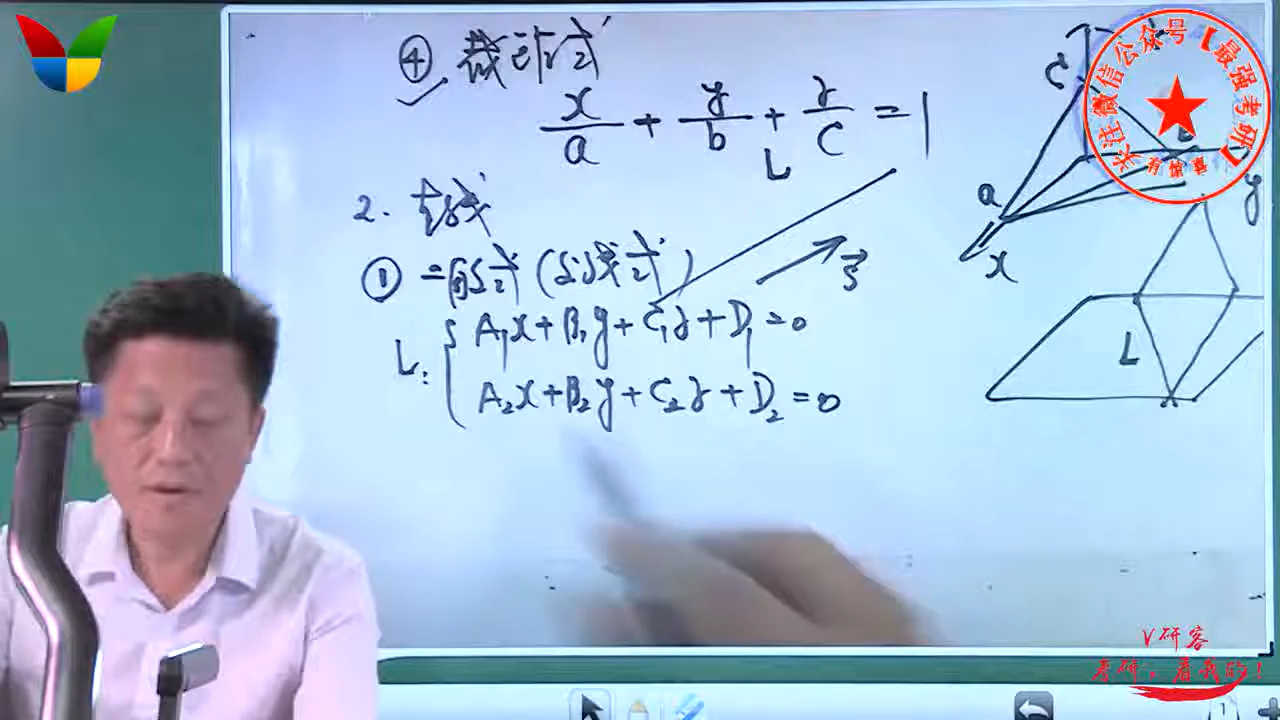 ④ 截距式
x/a + y/b + z/c = 1
L
2. 直线
① 一般式 (交线式)
S
L: { A₁x+B₁y+C₁z+D₁=0
A₂x+B₂y+C₂z+D₂=0
C
a
x
y
L
关注微信公众号【最强考研】
V研客
考研，看我的！
1